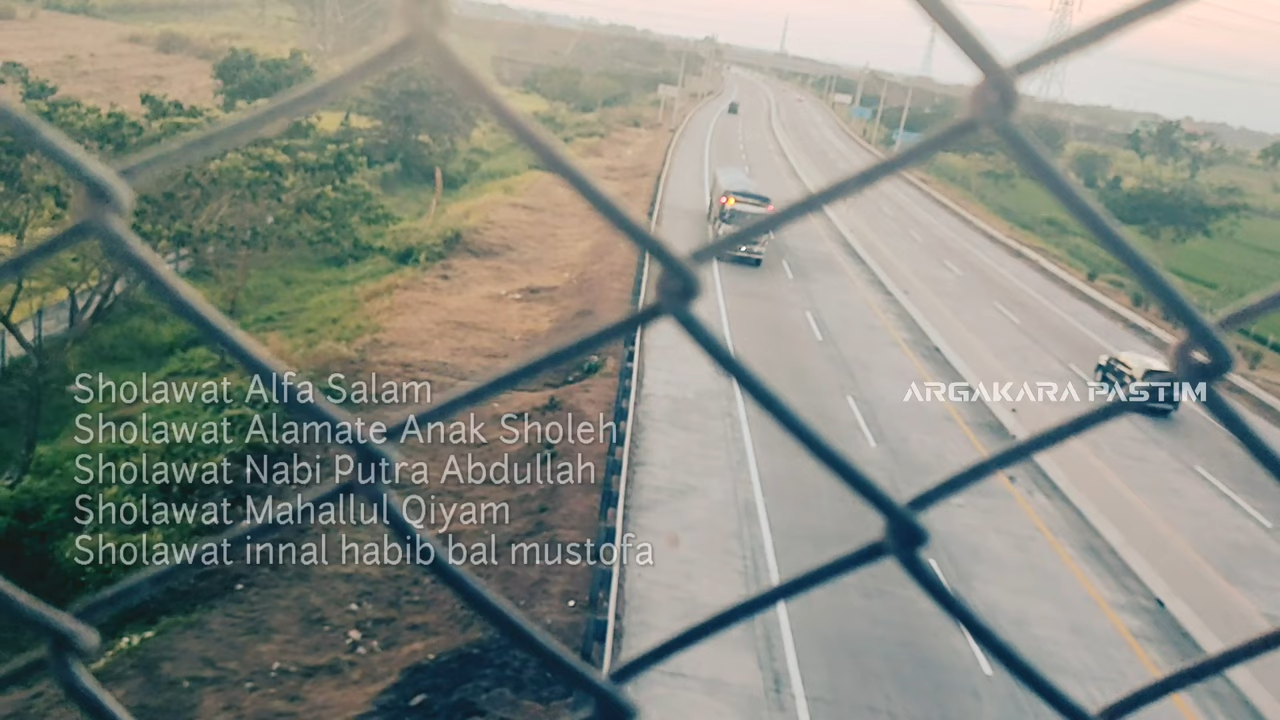 Sholawat Alfa Salam
Sholawat Alamate Anak Sholeh
Sholawat Nabi Putra Abdullah
Sholawat Mahallul Qiyam
Sholawat innal habib bal mustofa
ARGAKARA PASTIM